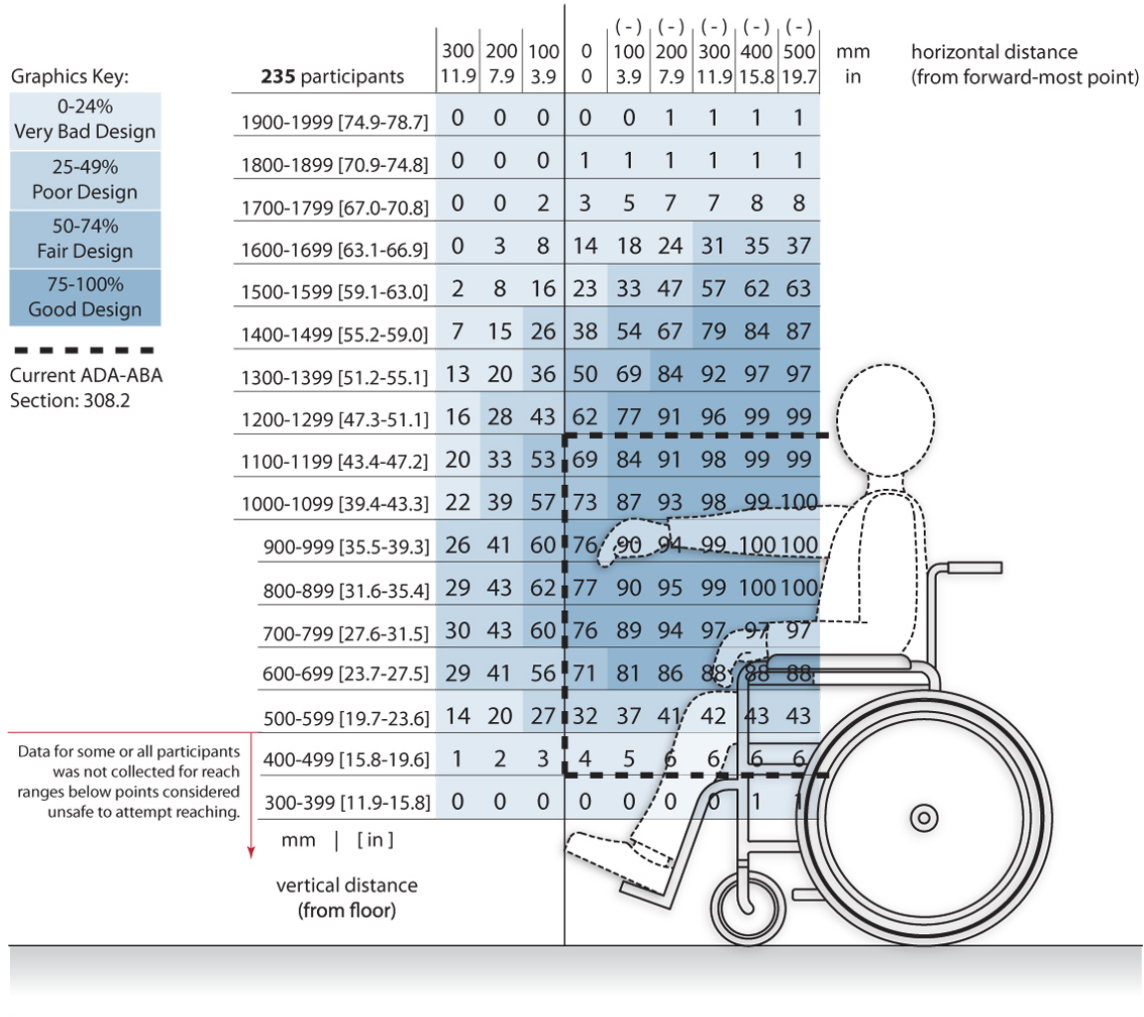 (-) (-) (-) (-) (-)
300 200 100 0 100 200 300 400 500 mm horizontal distance
11.9 7.9 3.9 0 3.9 7.9 11.9 15.8 19.7 in (from forward-most point)
Graphics Key:
0-24%
Very Bad Design
25-49%
Poor Design
50-74%
Fair Design
75-100%
Good Design
Current ADA-ABA
Section: 308.2
235 participants
1900-1999 [74.9-78.7] 0 0 0 0 0 1 1 1 1
1800-1899 [70.9-74.8] 0 0 0 1 1 1 1 1 1
1700-1799 [67.0-70.8] 0 0 2 3 5 7 7 8 8
1600-1699 [63.1-66.9] 0 3 8 14 18 24 31 35 37
1500-1599 [59.1-63.0] 2 8 16 23 33 47 57 62 63
1400-1499 [55.2-59.0] 7 15 26 38 54 67 79 84 87
1300-1399 [51.2-55.1] 13 20 36 50 69 84 92 97 97
1200-1299 [47.3-51.1] 16 28 43 62 77 91 96 99 99
1100-1199 [43.4-47.2] 20 33 53 69 84 91 98 99 99
1000-1099 [39.4-43.3] 22 39 57 73 87 93 98 99 100
900-999 [35.5-39.3] 26 41 60 76 90 94 99 100 100
800-899 [31.6-35.4] 29 43 62 77 90 95 99 100 100
700-799 [27.6-31.5] 30 43 60 76 89 94 97 97 97
600-699 [23.7-27.5] 29 41 56 71 81 86 88 88 88
500-599 [19.7-23.6] 14 20 27 32 37 41 42 43 43
400-499 [15.8-19.6] 1 2 3 4 5 6 6 6 6
300-399 [11.9-15.8] 0 0 0 0 0 0 0 1 1
Data for some or all participants
was not collected for reach
ranges below points considered
unsafe to attempt reaching.
mm | [in]
vertical distance
(from floor)